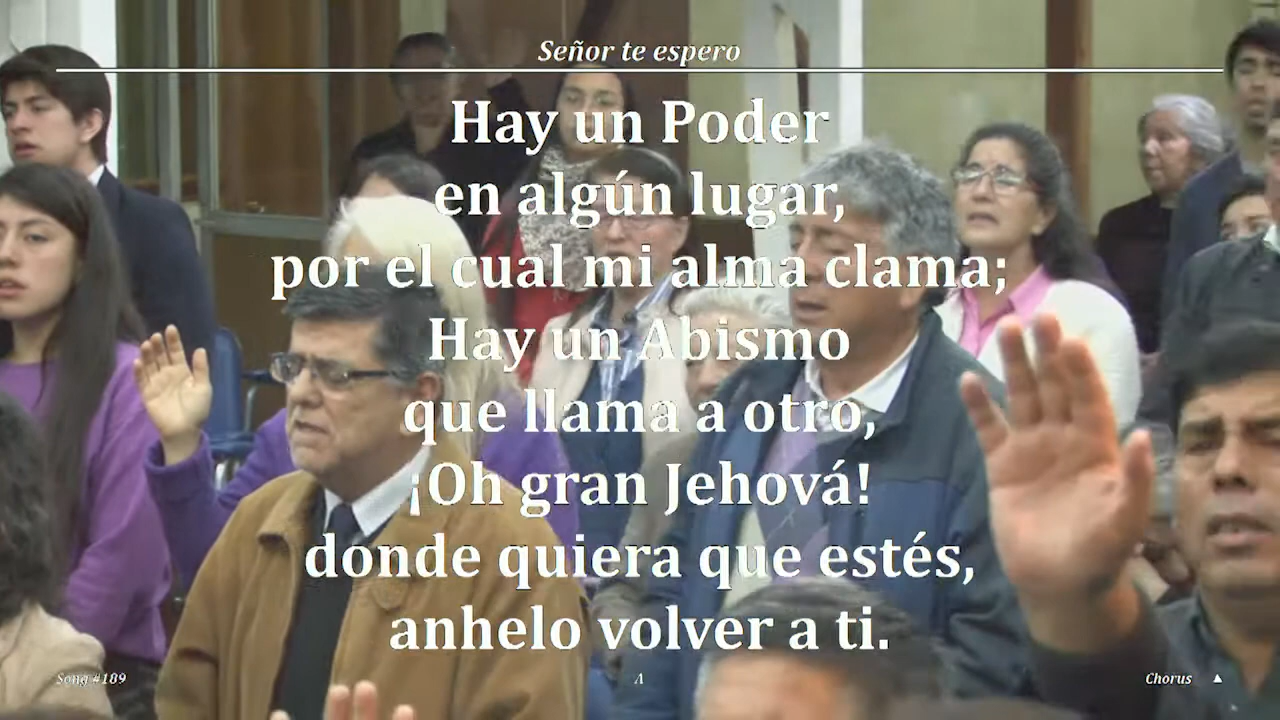 Señor te espero
Hay un Poder
en algún lugar,
por el cual mi alma clama;
Hay un Abismo
que llama a otro,
¡Oh gran Jehová!
donde quiera que estés,
anhelo volver a ti.
Song #189
Chorus ▲